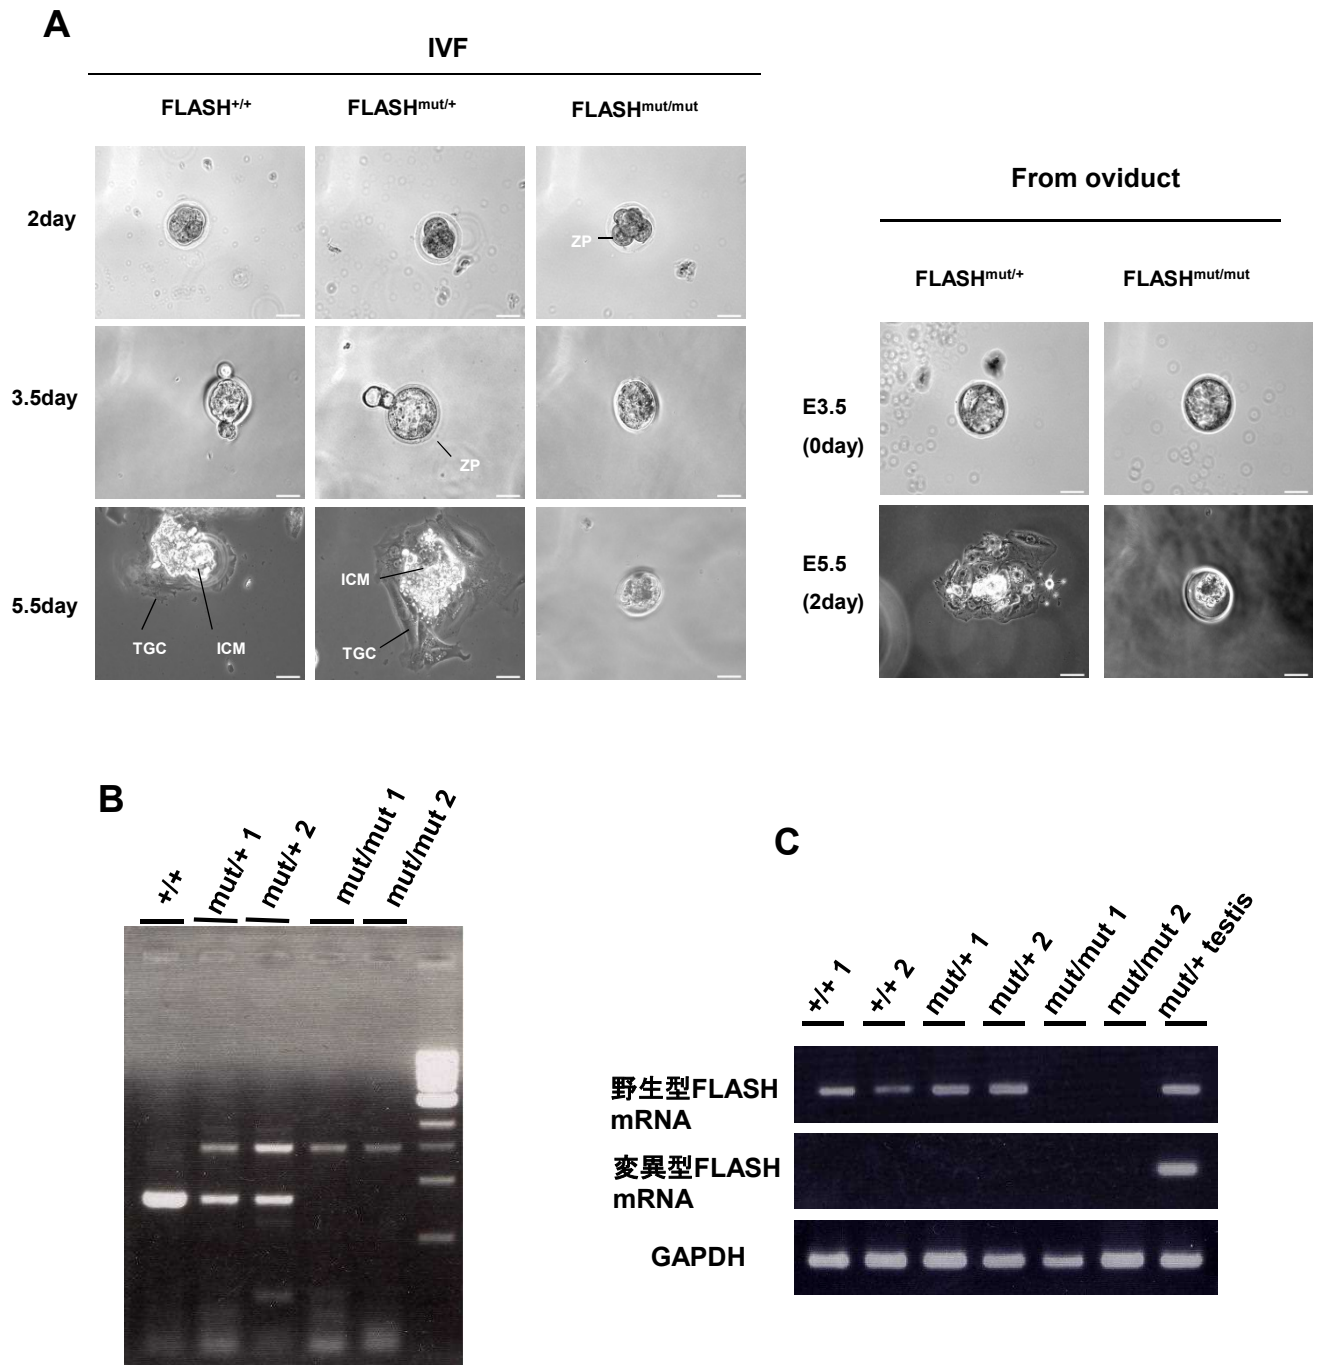 A
IVF
FLASH+/+
FLASHmut/+
FLASHmut/mut
2day
ZP
3.5day
ZP
5.5day
TGC
ICM
ICM
TGC
From oviduct
FLASHmut/+
FLASHmut/mut
E3.5
(0day)
E5.5
(2day)
B
+/+
mut/+ 1
mut/+ 2
mut/mut 1
mut/mut 2
C
+/+ 1
+/+ 2
mut/+ 1
mut/+ 2
mut/mut 1
mut/mut 2
mut/+ testis
野生型FLASH
mRNA
変異型FLASH
mRNA
GAPDH